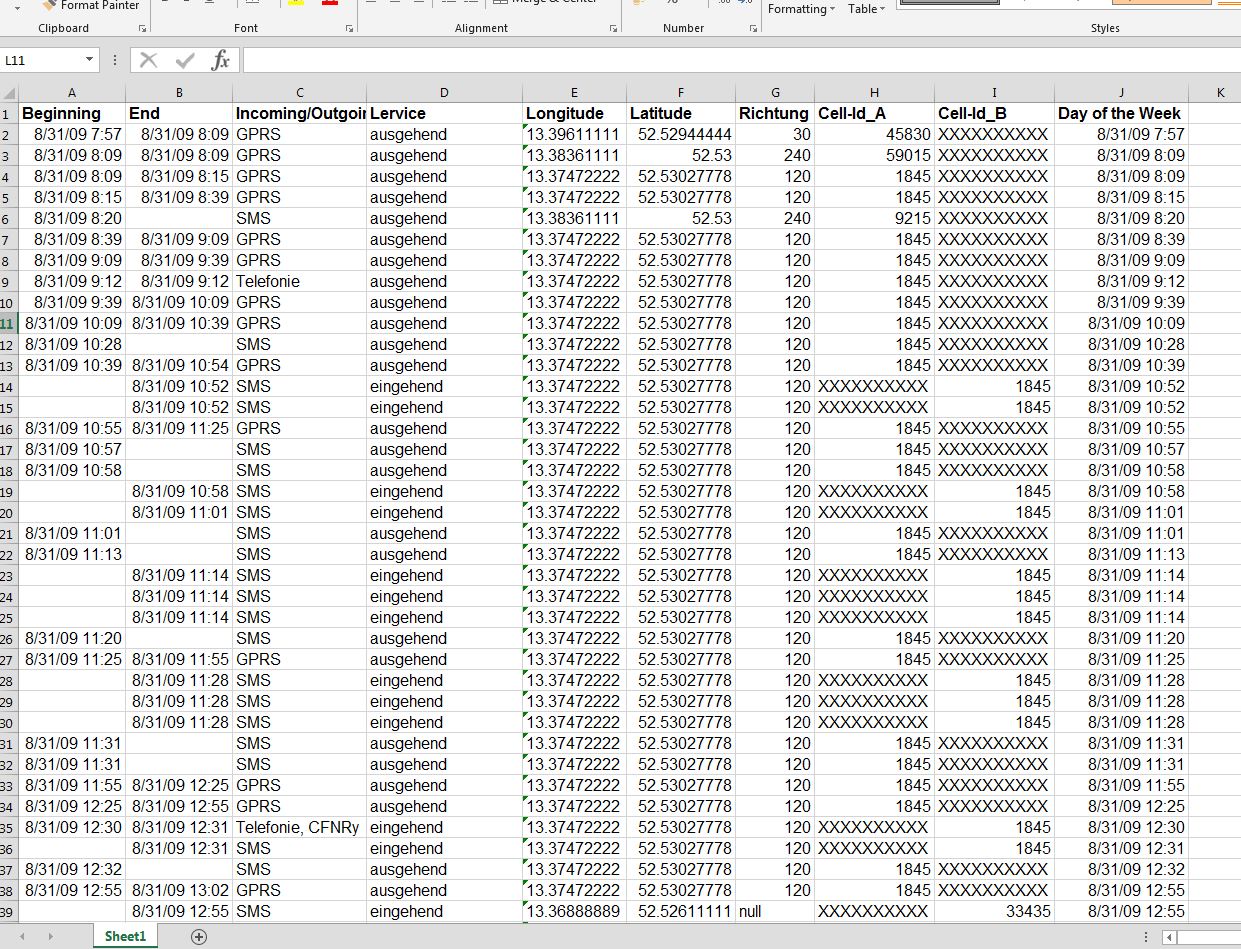 Format Painter
Merge & Center
Formatting Table
Clipboard Font Alignment Number Styles
L11 fx
A B C D E F G H I J K
1 Beginning End Incoming/Outgoi Lervice Longitude Latitude Richtung Cell-Id_A Cell-Id_B Day of the Week
2 8/31/09 7:57 8/31/09 8:09 GPRS ausgehend 13.39611111 52.52944444 30 45830 XXXXXXXXXX 8/31/09 7:57
3 8/31/09 8:09 8/31/09 8:09 GPRS ausgehend 13.38361111 52.53 240 59015 XXXXXXXXXX 8/31/09 8:09
4 8/31/09 8:09 8/31/09 8:15 GPRS ausgehend 13.37472222 52.53027778 120 1845 XXXXXXXXXX 8/31/09 8:09
5 8/31/09 8:15 8/31/09 8:39 GPRS ausgehend 13.37472222 52.53027778 120 1845 XXXXXXXXXX 8/31/09 8:15
6 8/31/09 8:20 SMS ausgehend 13.38361111 52.53 240 9215 XXXXXXXXXX 8/31/09 8:20
7 8/31/09 8:39 8/31/09 9:09 GPRS ausgehend 13.37472222 52.53027778 120 1845 XXXXXXXXXX 8/31/09 8:39
8 8/31/09 9:09 8/31/09 9:39 GPRS ausgehend 13.37472222 52.53027778 120 1845 XXXXXXXXXX 8/31/09 9:09
9 8/31/09 9:12 8/31/09 9:12 Telefonie ausgehend 13.37472222 52.53027778 120 1845 XXXXXXXXXX 8/31/09 9:12
10 8/31/09 9:39 8/31/09 10:09 GPRS ausgehend 13.37472222 52.53027778 120 1845 XXXXXXXXXX 8/31/09 9:39
11 8/31/09 10:09 8/31/09 10:39 GPRS ausgehend 13.37472222 52.53027778 120 1845 XXXXXXXXXX 8/31/09 10:09
12 8/31/09 10:28 SMS ausgehend 13.37472222 52.53027778 120 1845 XXXXXXXXXX 8/31/09 10:28
13 8/31/09 10:39 8/31/09 10:54 GPRS ausgehend 13.37472222 52.53027778 120 1845 XXXXXXXXXX 8/31/09 10:39
14 8/31/09 10:52 SMS eingehend 13.37472222 52.53027778 120 XXXXXXXXXX 1845 8/31/09 10:52
15 8/31/09 10:52 SMS eingehend 13.37472222 52.53027778 120 XXXXXXXXXX 1845 8/31/09 10:52
16 8/31/09 10:55 8/31/09 11:25 GPRS ausgehend 13.37472222 52.53027778 120 1845 XXXXXXXXXX 8/31/09 10:55
17 8/31/09 10:57 SMS ausgehend 13.37472222 52.53027778 120 1845 XXXXXXXXXX 8/31/09 10:57
18 8/31/09 10:58 SMS ausgehend 13.37472222 52.53027778 120 1845 XXXXXXXXXX 8/31/09 10:58
19 8/31/09 10:58 SMS eingehend 13.37472222 52.53027778 120 XXXXXXXXXX 1845 8/31/09 10:58
20 8/31/09 11:01 SMS eingehend 13.37472222 52.53027778 120 XXXXXXXXXX 1845 8/31/09 11:01
21 8/31/09 11:01 SMS ausgehend 13.37472222 52.53027778 120 1845 XXXXXXXXXX 8/31/09 11:01
22 8/31/09 11:13 SMS ausgehend 13.37472222 52.53027778 120 1845 XXXXXXXXXX 8/31/09 11:13
23 8/31/09 11:14 SMS eingehend 13.37472222 52.53027778 120 XXXXXXXXXX 1845 8/31/09 11:14
24 8/31/09 11:14 SMS eingehend 13.37472222 52.53027778 120 XXXXXXXXXX 1845 8/31/09 11:14
25 8/31/09 11:14 SMS eingehend 13.37472222 52.53027778 120 XXXXXXXXXX 1845 8/31/09 11:14
26 8/31/09 11:20 SMS ausgehend 13.37472222 52.53027778 120 1845 XXXXXXXXXX 8/31/09 11:20
27 8/31/09 11:25 8/31/09 11:55 GPRS ausgehend 13.37472222 52.53027778 120 1845 XXXXXXXXXX 8/31/09 11:25
28 8/31/09 11:28 SMS eingehend 13.37472222 52.53027778 120 XXXXXXXXXX 1845 8/31/09 11:28
29 8/31/09 11:28 SMS eingehend 13.37472222 52.53027778 120 XXXXXXXXXX 1845 8/31/09 11:28
30 8/31/09 11:28 SMS eingehend 13.37472222 52.53027778 120 XXXXXXXXXX 1845 8/31/09 11:28
31 8/31/09 11:31 SMS ausgehend 13.37472222 52.53027778 120 1845 XXXXXXXXXX 8/31/09 11:31
32 8/31/09 11:31 SMS ausgehend 13.37472222 52.53027778 120 1845 XXXXXXXXXX 8/31/09 11:31
33 8/31/09 11:55 8/31/09 12:25 GPRS ausgehend 13.37472222 52.53027778 120 1845 XXXXXXXXXX 8/31/09 11:55
34 8/31/09 12:25 8/31/09 12:55 GPRS ausgehend 13.37472222 52.53027778 120 1845 XXXXXXXXXX 8/31/09 12:25
35 8/31/09 12:30 8/31/09 12:31 Telefonie, CFNRy eingehend 13.37472222 52.53027778 120 XXXXXXXXXX 1845 8/31/09 12:30
36 8/31/09 12:31 SMS eingehend 13.37472222 52.53027778 120 XXXXXXXXXX 1845 8/31/09 12:31
37 8/31/09 12:32 SMS ausgehend 13.37472222 52.53027778 120 1845 XXXXXXXXXX 8/31/09 12:32
38 8/31/09 12:55 8/31/09 13:02 GPRS ausgehend 13.37472222 52.53027778 120 1845 XXXXXXXXXX 8/31/09 12:55
39 8/31/09 12:55 SMS eingehend 13.36888889 52.52611111 null XXXXXXXXXX 33435 8/31/09 12:55
Sheet1